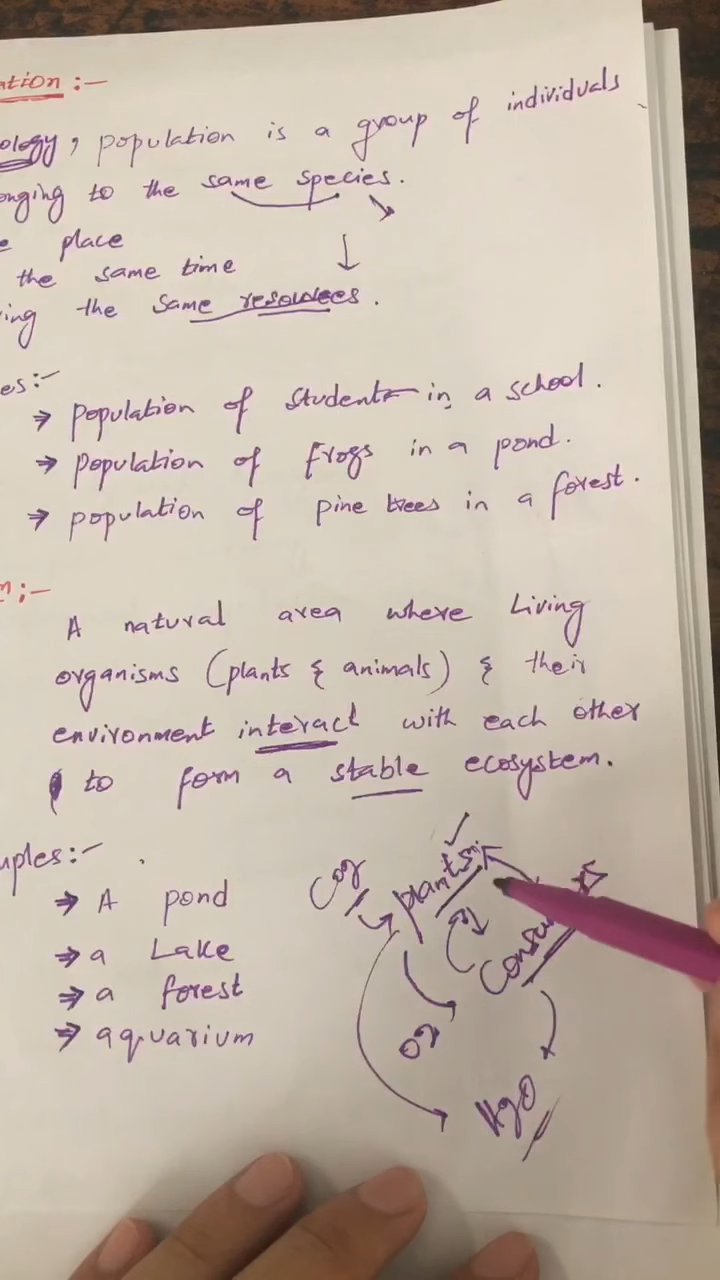 ation :-
ology, population is a group of individuals
onging to the same species.
e place
the same time
ing the same resources.
es:-
⇒ population of students in a school.
⇒ population of frogs in a pond.
⇒ population of pine trees in a forest.
m:-
A natural area where Living
organisms (plants & animals) & their
environment interact with each other
to form a stable ecosystem.
mples:-
⇒ A pond
⇒ a Lake
⇒ a forest
⇒ aquarium
CO2
plants
O2
H2O